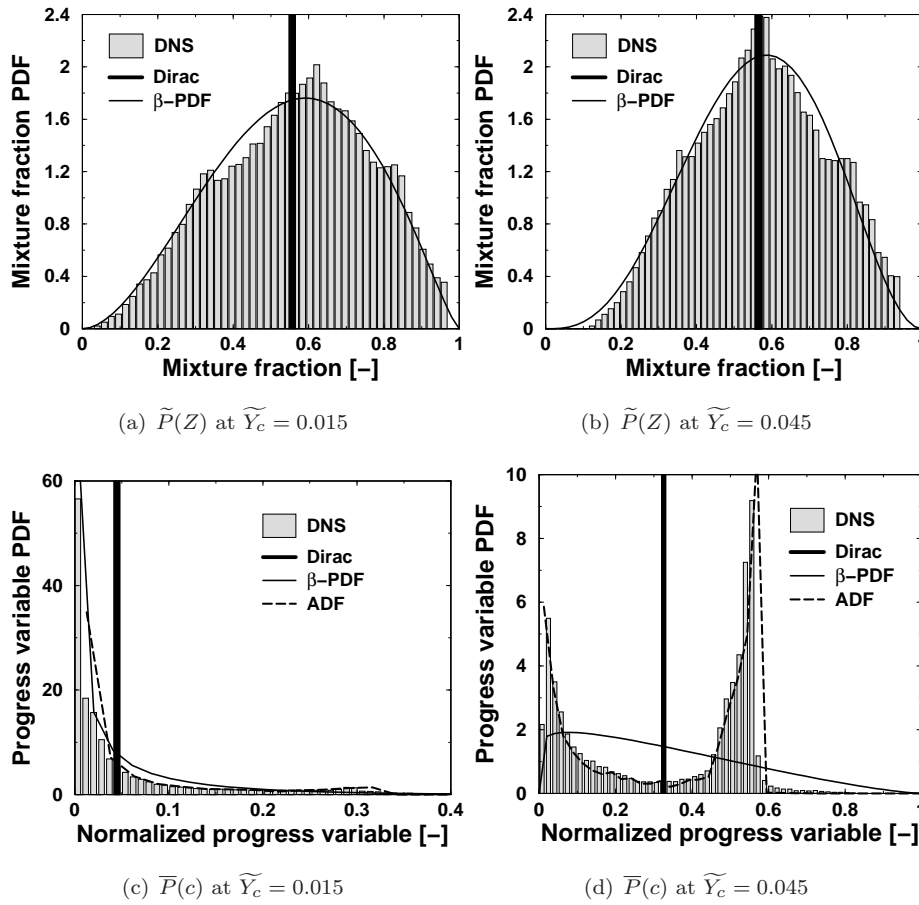 2.4
2
1.6
1.2
0.8
0.4
0
Mixture fraction PDF
DNS
Dirac
β−PDF
0 0.2 0.4 0.6 0.8 1
Mixture fraction [−]
(a) P̃(Z) at Ỹc = 0.015
2.4
2
1.6
1.2
0.8
0.4
0
Mixture fraction PDF
DNS
Dirac
β−PDF
0 0.2 0.4 0.6 0.8 1
Mixture fraction [−]
(b) P̃(Z) at Ỹc = 0.045
60
40
20
0
Progress variable PDF
DNS
Dirac
β−PDF
ADF
0 0.1 0.2 0.3 0.4
Normalized progress variable [−]
(c) P̅(c) at Ỹc = 0.015
10
8
6
4
2
0
Progress variable PDF
DNS
Dirac
β−PDF
ADF
0 0.2 0.4 0.6 0.8 1
Normalized progress variable [−]
(d) P̅(c) at Ỹc = 0.045